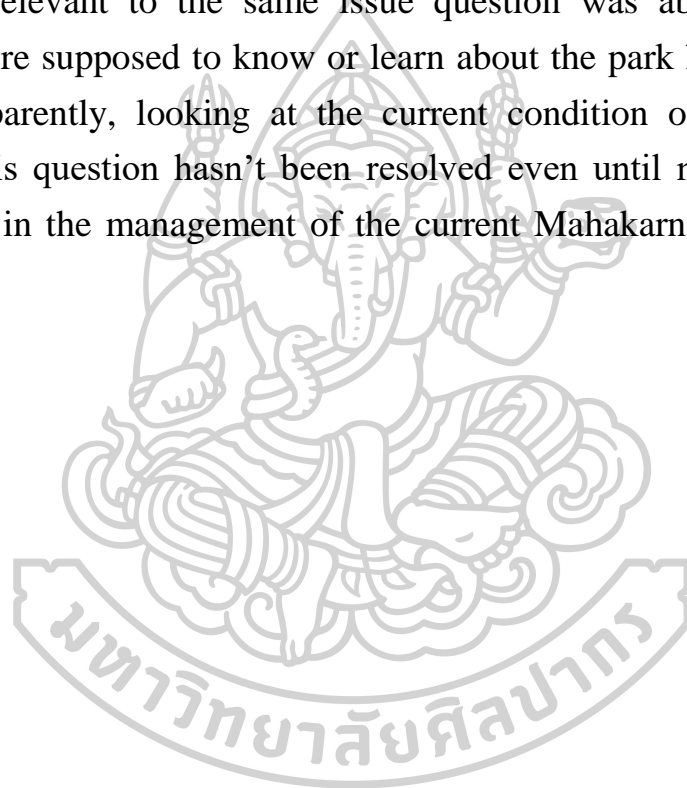 relevant to the same issue question was
re supposed to know or learn about the park
parently, looking at the current condition
is question hasn’t been resolved even until
in the management of the current Mahakarn
มหาวิทยาลัยศิลปากร